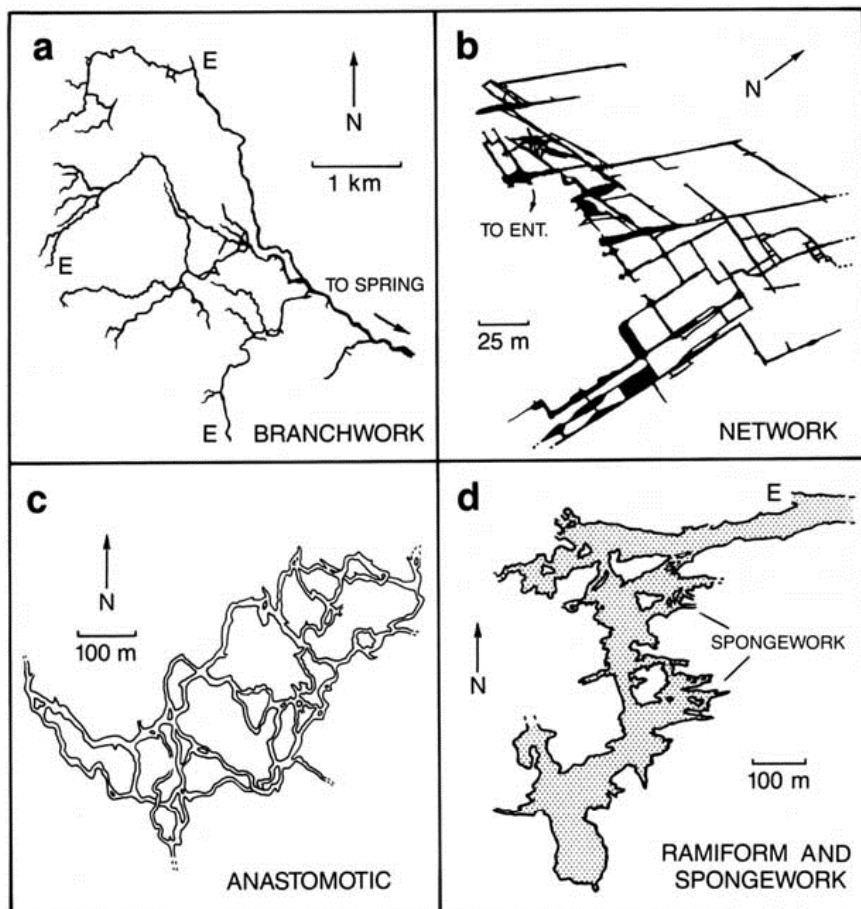 a
E
N
1 km
E
TO SPRING
E
BRANCHWORK
b
N
TO ENT.
25 m
NETWORK
c
N
100 m
ANASTOMOTIC
d
E
SPONGEWORK
N
100 m
RAMIFORM AND
SPONGEWORK